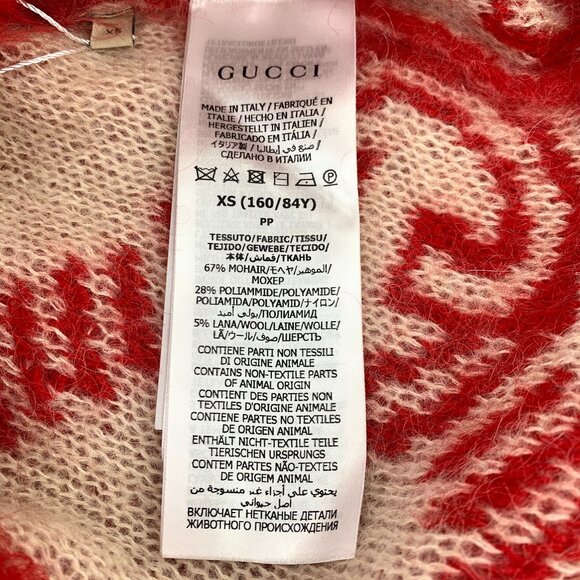 XS
GUCCI
MADE IN ITALY / FABRIQUÉ EN
ITALIE / HECHO EN ITALIA /
HERGESTELLT IN ITALIEN /
FABRICADO EM ITÁLIA /
イタリア製 / صنع في إيطاليا /
СДЕЛАНО В ИТАЛИИ
XS (160/84Y)
PP
TESSUTO/FABRIC/TISSU/
TEJIDO/GEWEBE/TECIDO/
本体/قماش/ТКАНЬ
67% MOHAIR/モヘヤ/الموهير/
МОХЕР
28% POLIAMMIDE/POLYAMIDE/
POLIAMIDA/POLYAMID/ナイロン/
بولي أميد/ПОЛИАМИД
5% LANA/WOOL/LAINE/WOLLE/
LÃ/ウール/صوف/ШЕРСТЬ
CONTIENE PARTI NON TESSILI
DI ORIGINE ANIMALE
CONTAINS NON-TEXTILE PARTS
OF ANIMAL ORIGIN
CONTIENT DES PARTIES NON
TEXTILES D'ORIGINE ANIMALE
CONTIENE PARTES NO TEXTILES
DE ORIGEN ANIMAL
ENTHÄLT NICHT-TEXTILE TEILE
TIERISCHEN URSPRUNGS
CONTEM PARTES NÃO-TEXTEIS
DE ORIGEM ANIMAL
يحتوي على أجزاء غير منسوجة من
أصل حيواني
ВКЛЮЧАЕТ НЕТКАНЫЕ ДЕТАЛИ
ЖИВОТНОГО ПРОИСХОЖДЕНИЯ